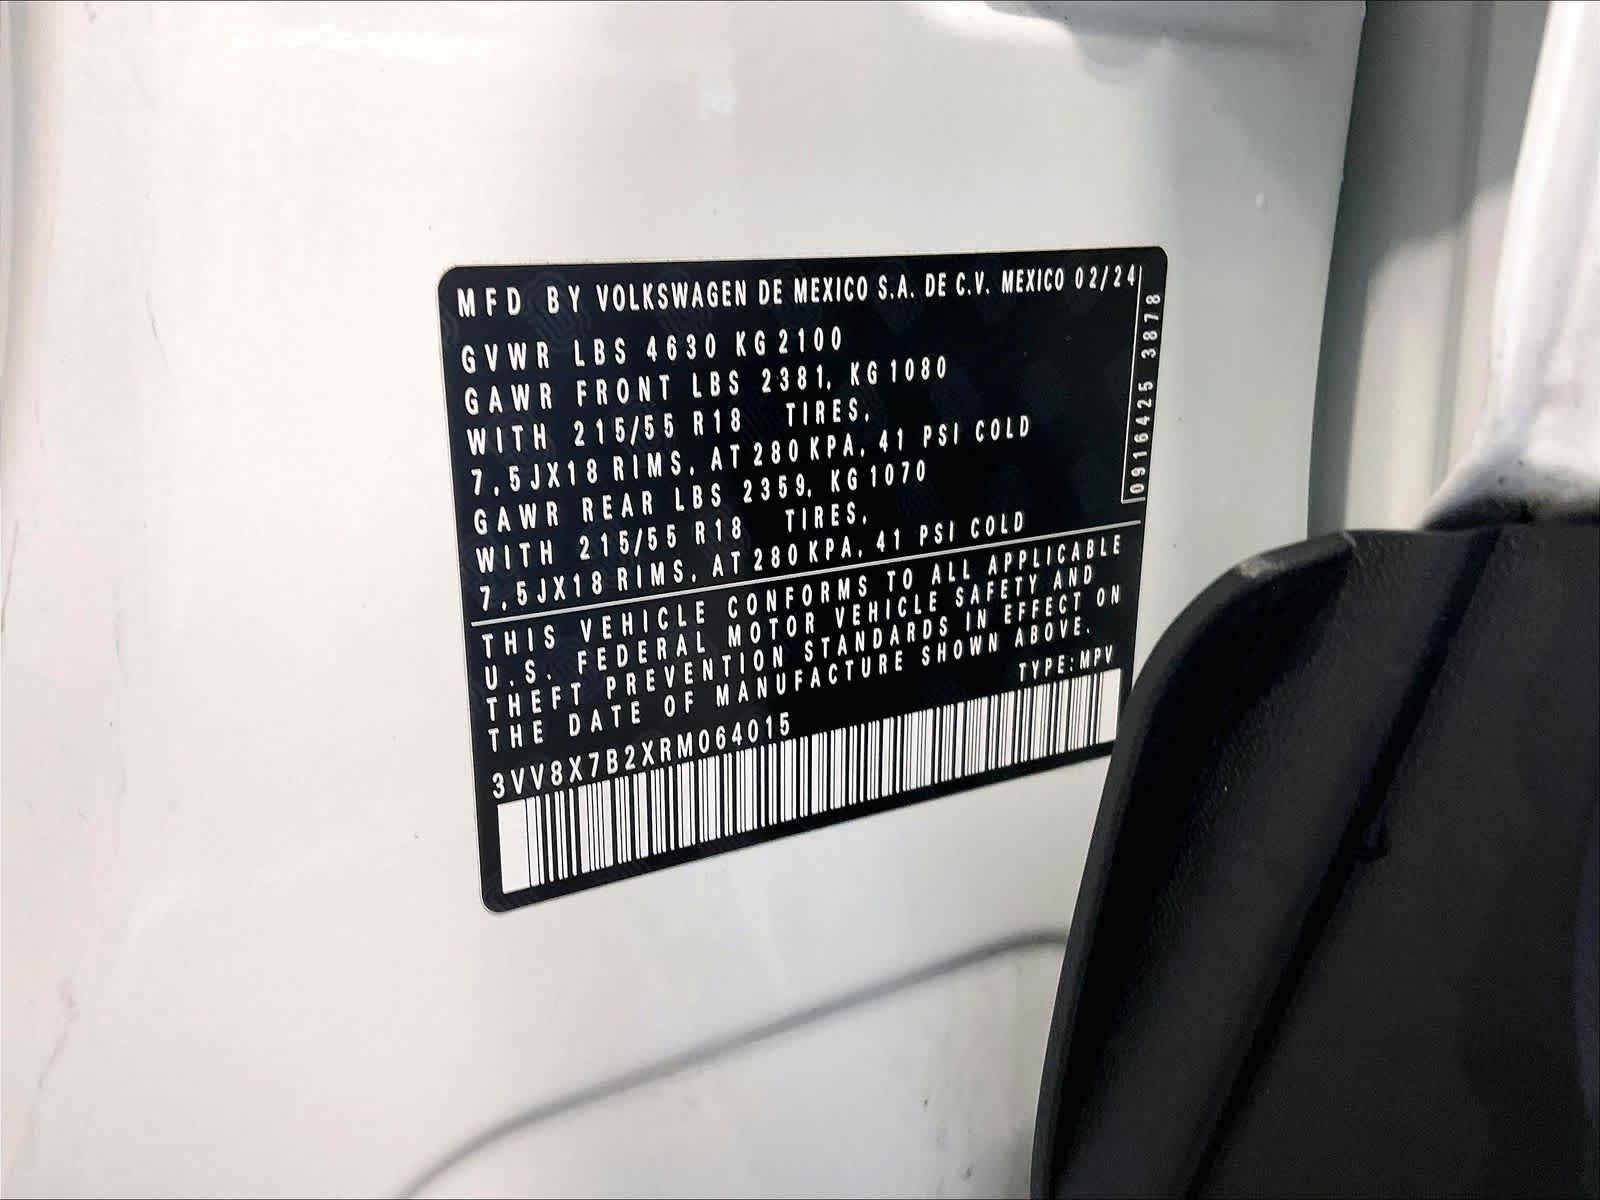 MFD BY VOLKSWAGEN DE MEXICO S.A. DE C.V. MEXICO 02/24
GVWR LBS 4630 KG 2100
GAWR FRONT LBS 2381, KG 1080
WITH 215/55 R18 TIRES,
7,5JX18 RIMS, AT 280 KPA, 41 PSI COLD
GAWR REAR LBS 2359, KG 1070
WITH 215/55 R18 TIRES,
7,5JX18 RIMS, AT 280 KPA, 41 PSI COLD
0916425 3878
THIS VEHICLE CONFORMS TO ALL APPLICABLE
U.S. FEDERAL MOTOR VEHICLE SAFETY AND
THEFT PREVENTION STANDARDS IN EFFECT ON
THE DATE OF MANUFACTURE SHOWN ABOVE.
TYPE:MPV
3VV8X7B2XRM064015